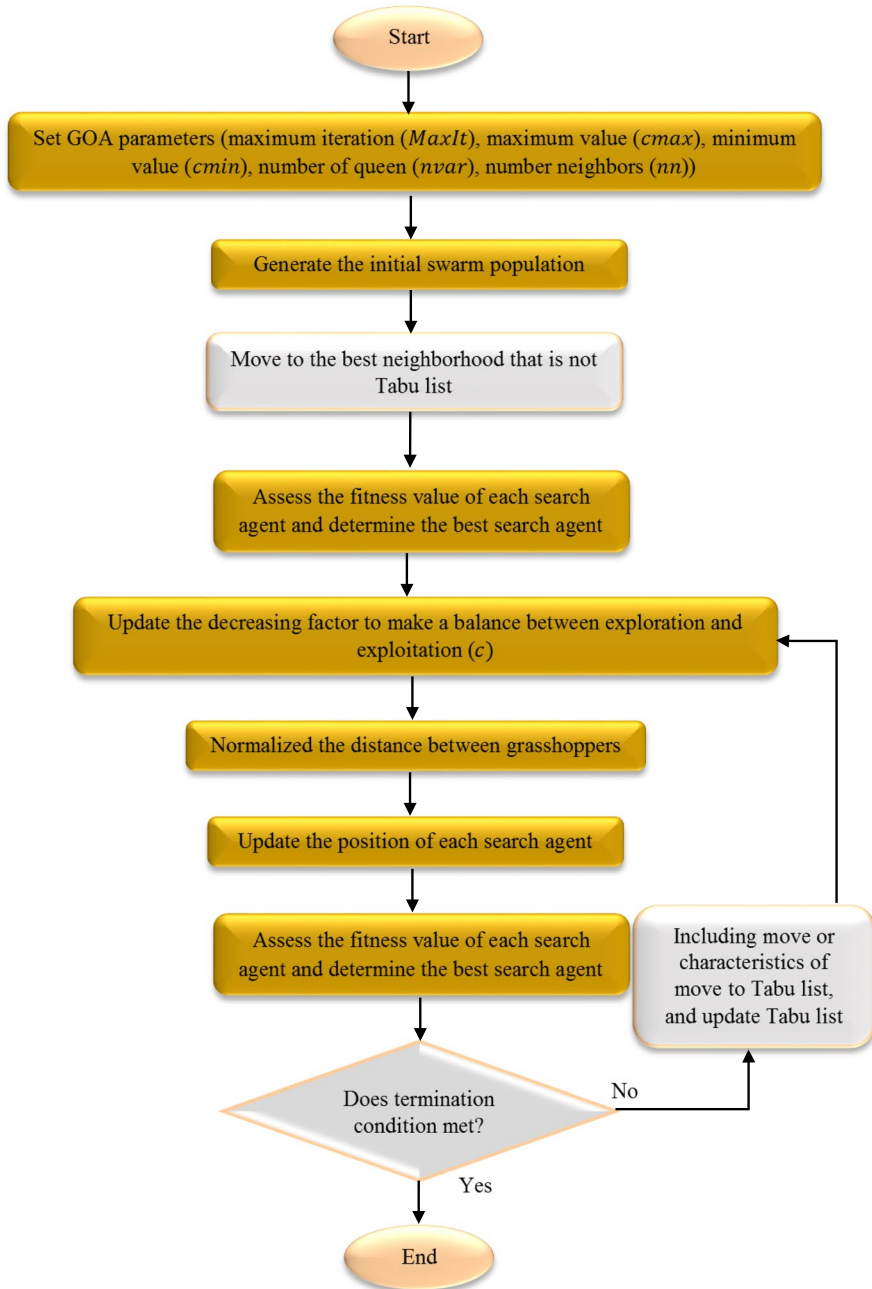 Start
Set GOA parameters (maximum iteration (MaxIt), maximum value (cmax), minimum
value (cmin), number of queen (nvar), number neighbors (nn))
Generate the initial swarm population
Move to the best neighborhood that is not
Tabu list
Assess the fitness value of each search
agent and determine the best search agent
Update the decreasing factor to make a balance between exploration and
exploitation (c)
Normalized the distance between grasshoppers
Update the position of each search agent
Assess the fitness value of each search
agent and determine the best search agent
Including move or
characteristics of
move to Tabu list,
and update Tabu list
Does termination
condition met?
No
Yes
End